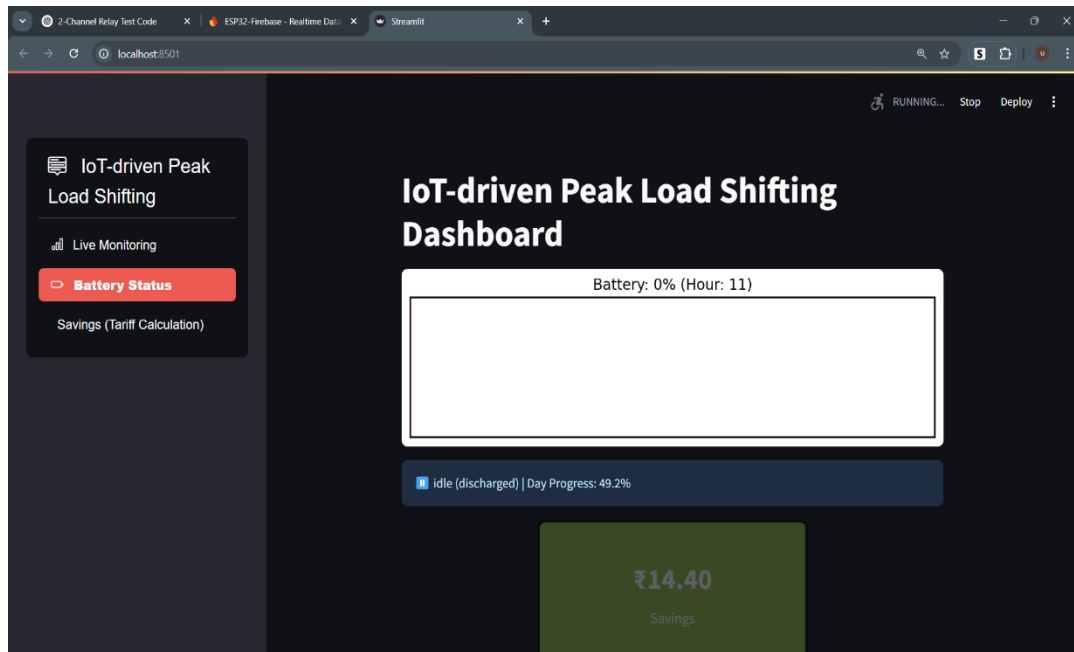 2-Channel Relay Test Code
ESP32-Firebase - Realtime Data
Streamlit
localhost:8501
S
u
RUNNING...
Stop
Deploy
IoT-driven Peak
Load Shifting
Live Monitoring
Battery Status
Savings (Tariff Calculation)
IoT-driven Peak Load Shifting
Dashboard
Battery: 0% (Hour: 11)
idle (discharged) | Day Progress: 49.2%
₹14.40
Savings